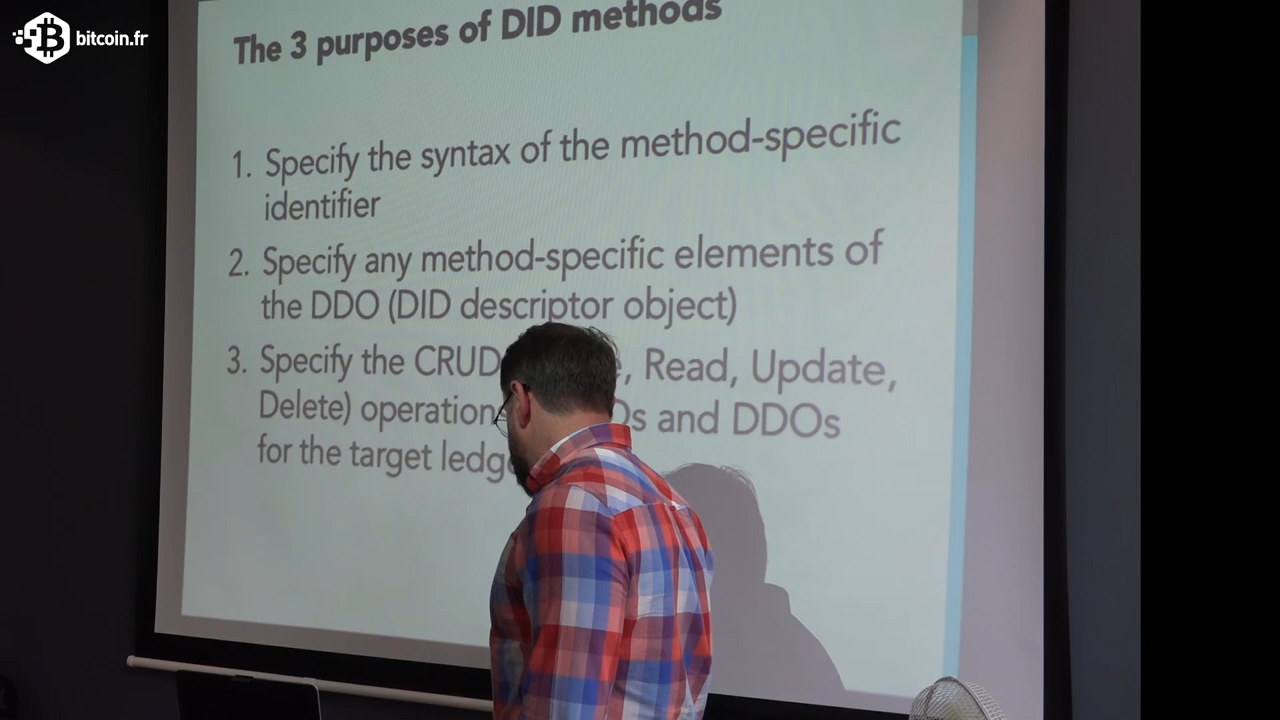 bitcoin.fr
The 3 purposes of DID methods
1. Specify the syntax of the method-specific
identifier
2. Specify any method-specific elements of
the DDO (DID descriptor object)
3. Specify the CRUD , Read, Update,
Delete) operation and DDOs
for the target